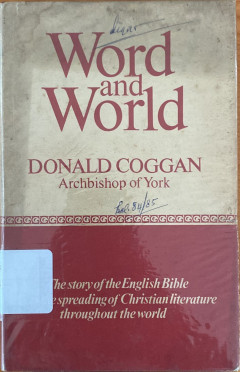 Word
and
World
DONALD COGGAN
Archbishop of York
The story of the English Bible
spreading of Christian literature
throughout the world